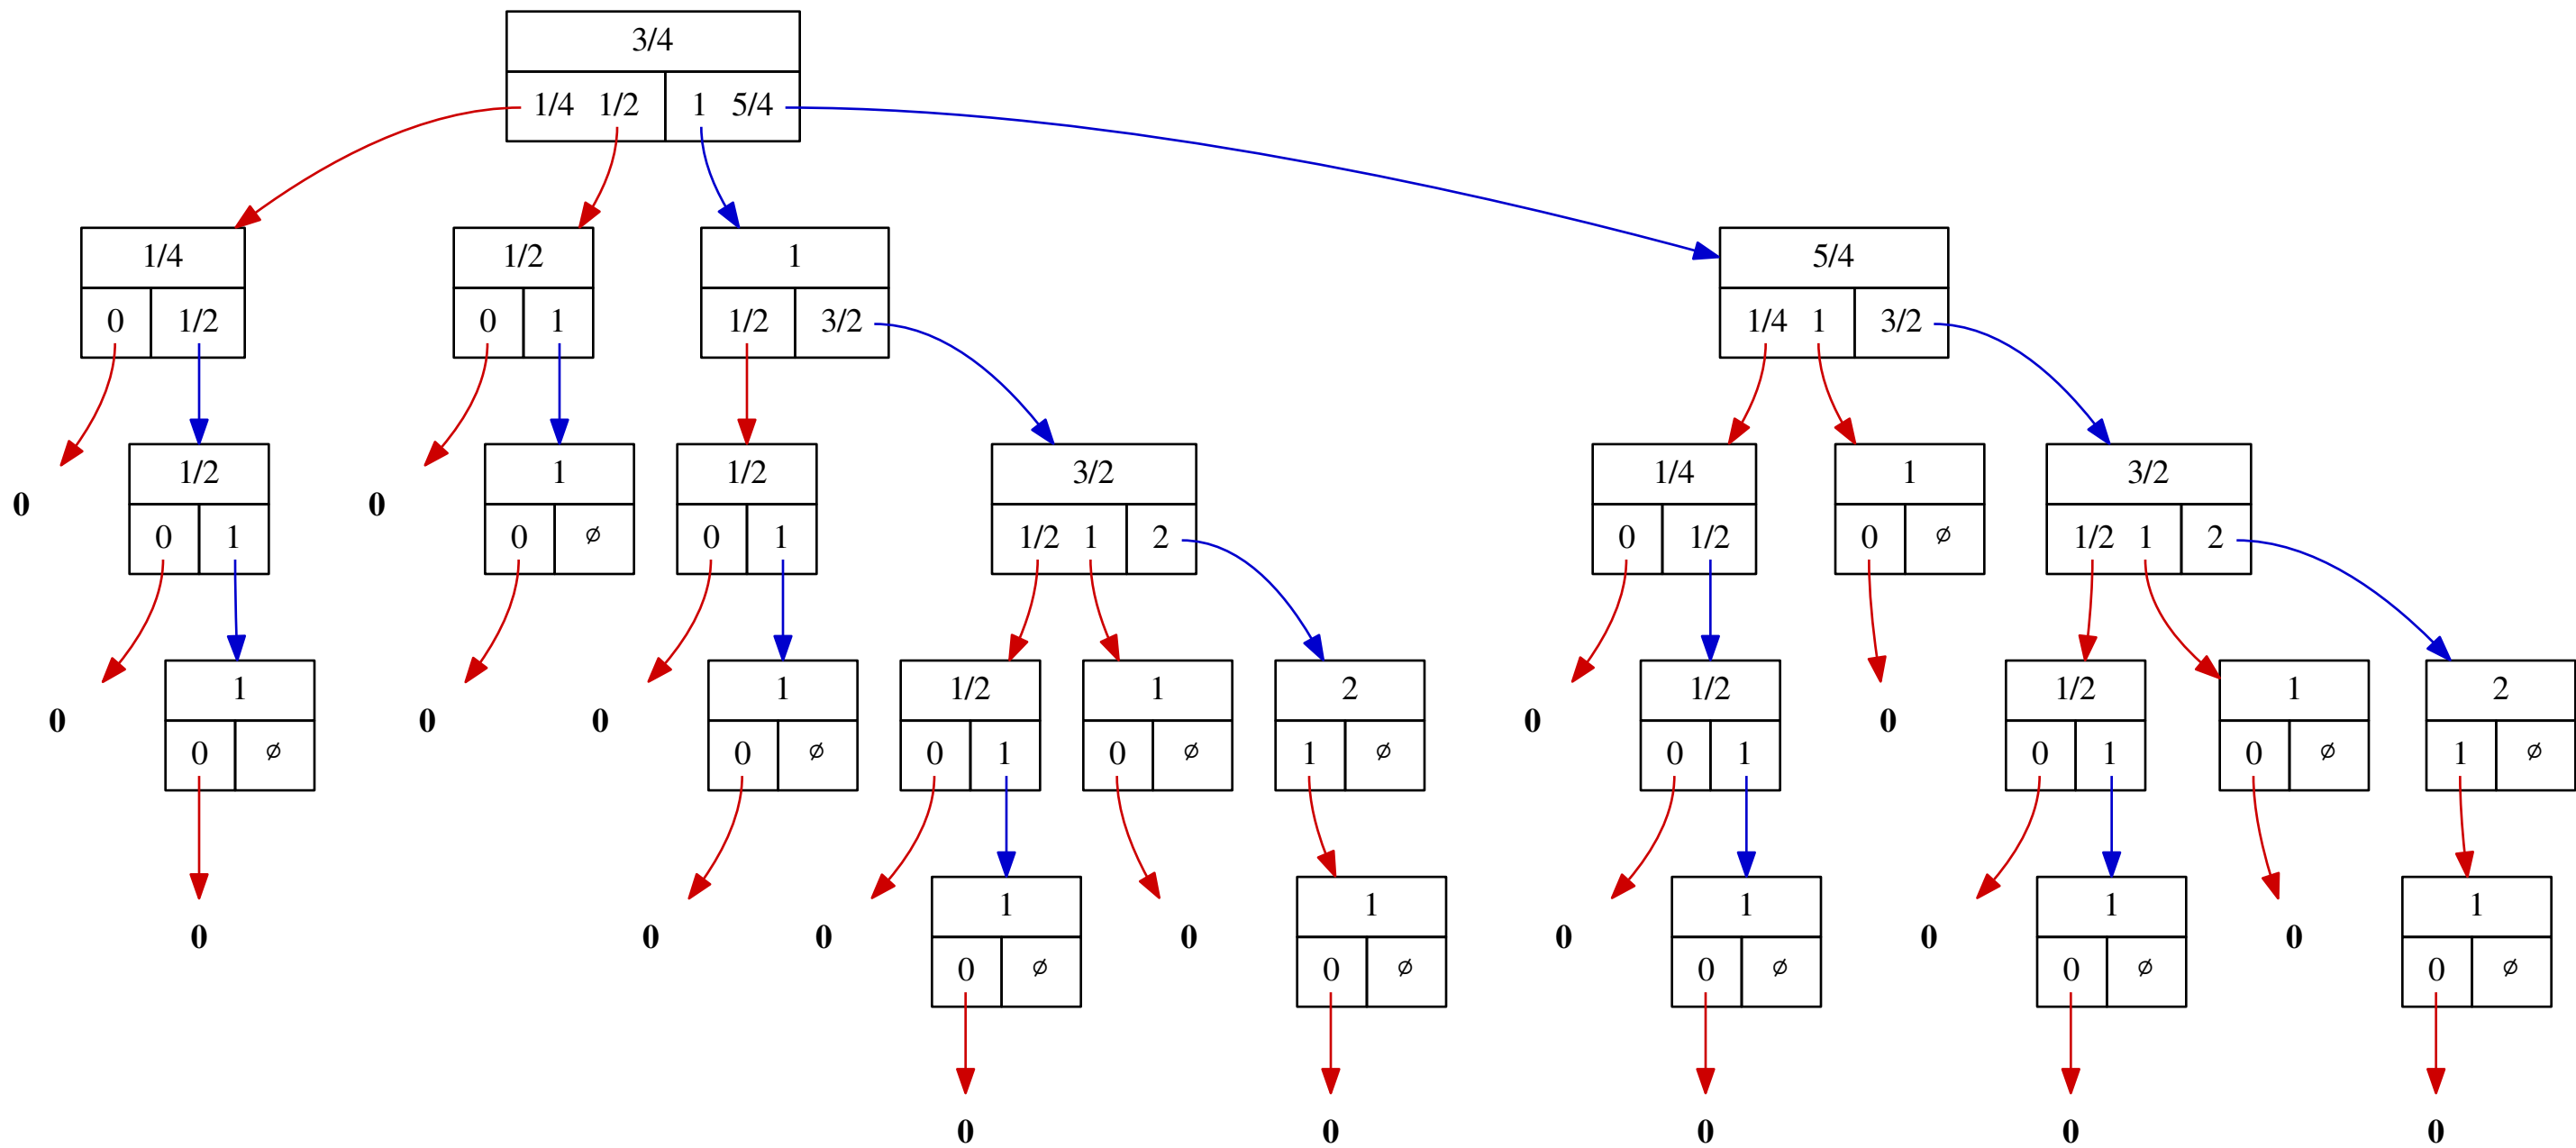 3/4
1/4 1/2 1 5/4
1/4 1/2 1 5/4
0 1/2 0 1 1/2 3/2 1/4 1 3/2
1/2 1 1/2 3/2 1/4 1 3/2
0 0
0 1 0 ∅ 0 1 1/2 1 2 0 1/2 0 ∅ 1/2 1 2
1 1 1/2 1 2 1/2 1/2 1 2
0 0 0 0 0
0 ∅ 0 ∅ 0 1 0 ∅ 1 ∅ 0 1 0 1 0 ∅ 1 ∅
1 1 1 1 1
0 0 0 0 0 0 0
0 ∅ 0 ∅ 0 ∅ 0 ∅ 0 ∅
0 0 0 0 0